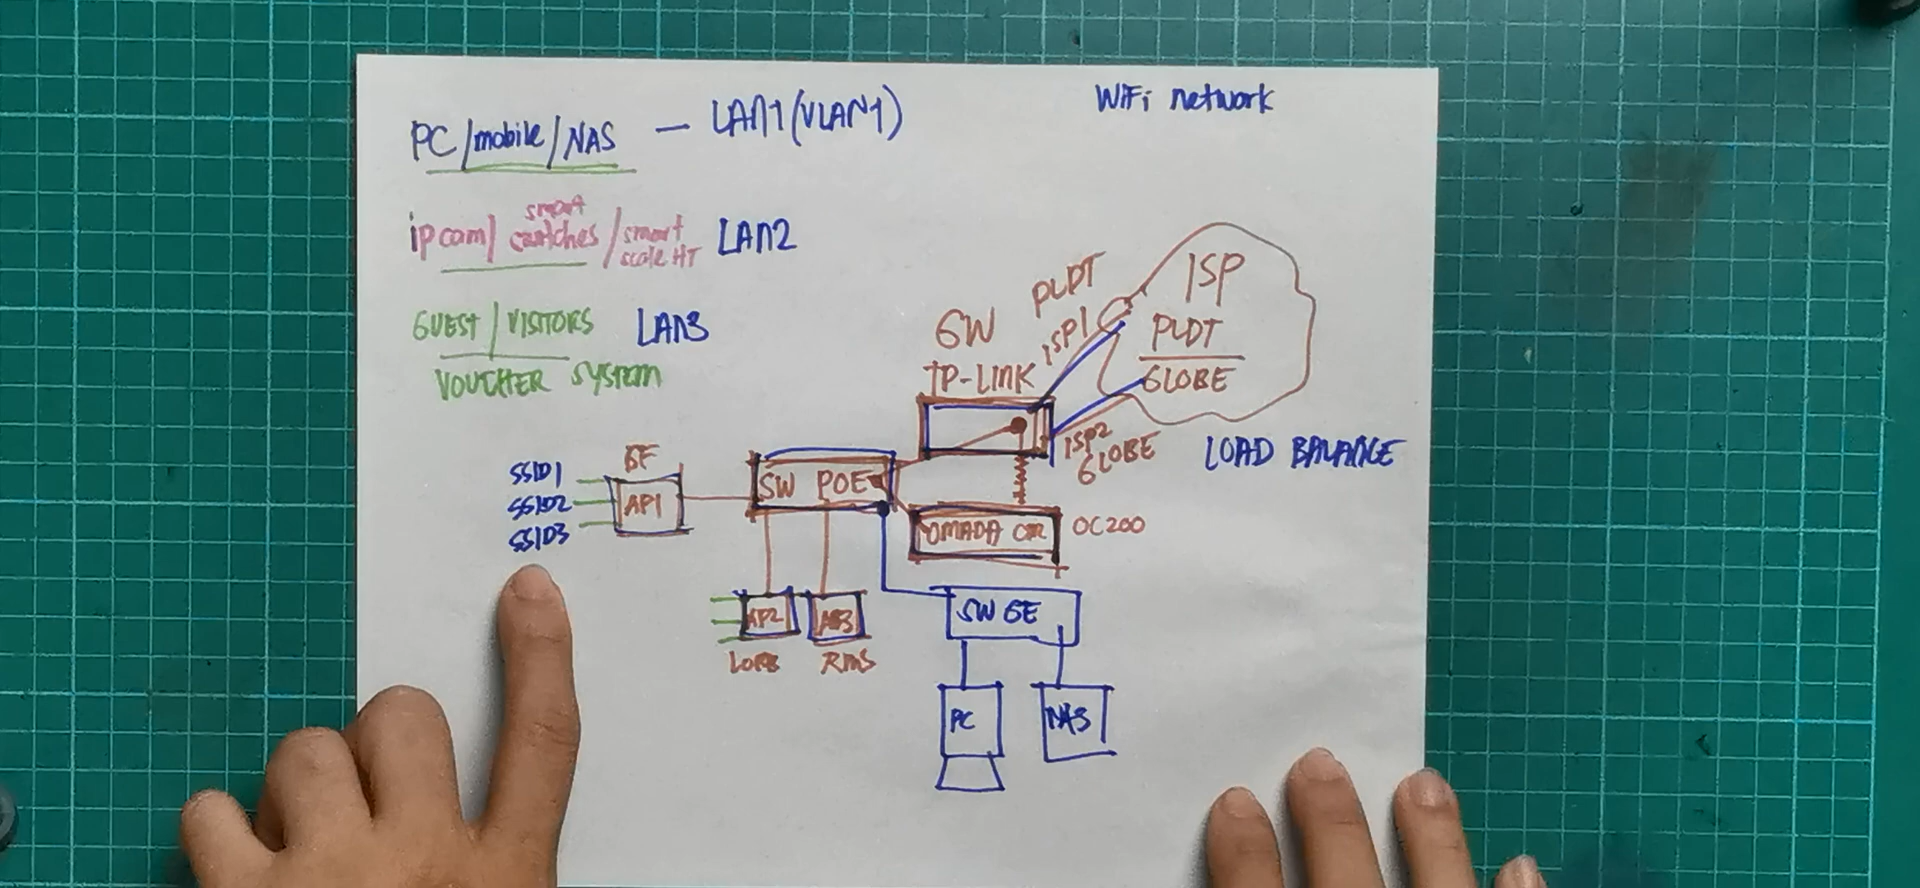 WiFi network
PC/mobile/NAS — LAN1(VLAN1)
smart
ipcam/ switches /smart LAN2
scale HT
GUEST/VISITORS LAN3
VOUCHER SYSTEM
ISP
PLDT
GLOBE
PLDT
ISP1
GW
TP-LINK
ISP2
GLOBE
LOAD BALANCE
SSID1
SSID2
SSID3
GF
AP1
SW POE
OMADA CTR
OC200
AP2
AP3
RMS
SW GE
PC
NAS